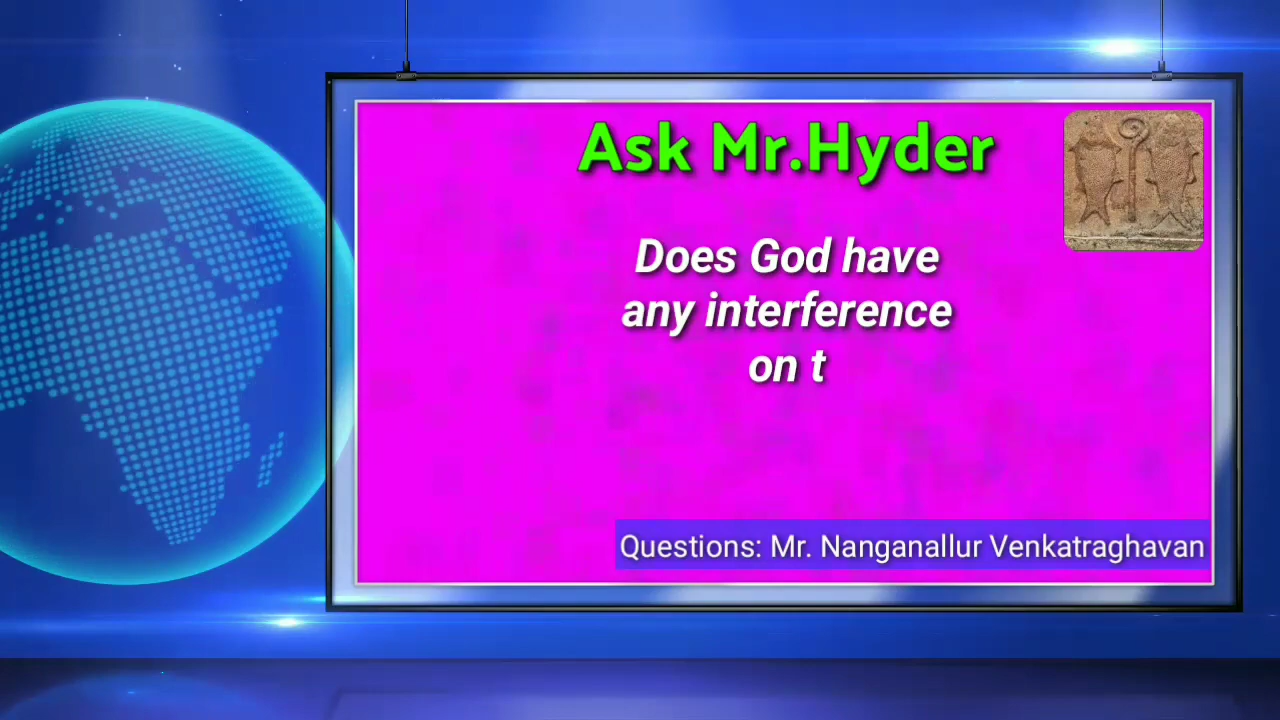 Ask Mr.Hyder
Does God have
any interference
on t
Questions: Mr. Nanganallur Venkatraghavan